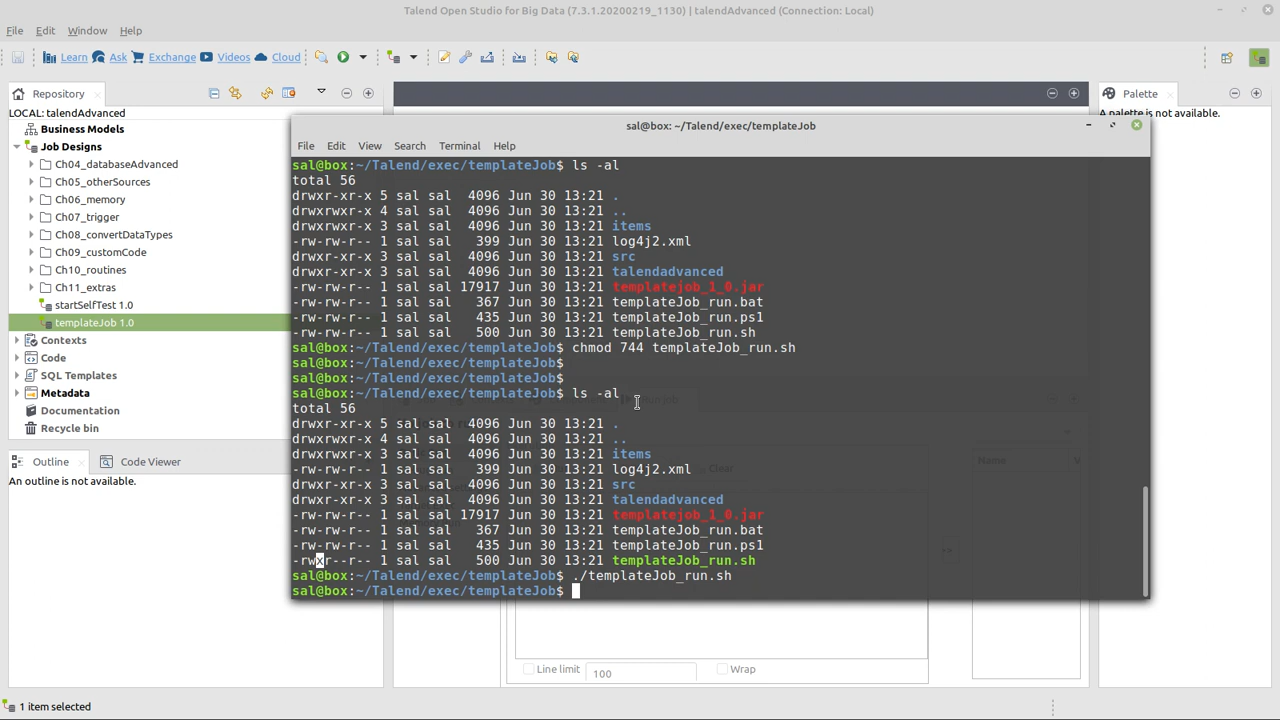 Talend Open Studio for Big Data (7.3.1.20200219_1130) | talendAdvanced (Connection: Local)
File Edit Window Help
Learn Ask Exchange Videos Cloud
Repository
LOCAL: talendAdvanced
Business Models
Job Designs
Ch04_databaseAdvanced
Ch05_otherSources
Ch06_memory
Ch07_trigger
Ch08_convertDataTypes
Ch09_customCode
Ch10_routines
Ch11_extras
startSelfTest 1.0
templateJob 1.0
Contexts
Code
SQL Templates
Metadata
Documentation
Recycle bin
Outline Code Viewer
An outline is not available.
Palette
A palette is not available.
sal@box: ~/Talend/exec/templateJob
File Edit View Search Terminal Help
sal@box:~/Talend/exec/templateJob$ ls -al
total 56
drwxr-xr-x 5 sal sal  4096 Jun 30 13:21 .
drwxrwxr-x 4 sal sal  4096 Jun 30 13:21 ..
drwxr-xr-x 3 sal sal  4096 Jun 30 13:21 items
-rw-rw-r-- 1 sal sal   399 Jun 30 13:21 log4j2.xml
drwxr-xr-x 3 sal sal  4096 Jun 30 13:21 src
drwxr-xr-x 3 sal sal  4096 Jun 30 13:21 talendadvanced
-rw-rw-r-- 1 sal sal 17917 Jun 30 13:21 templatejob_1_0.jar
-rw-rw-r-- 1 sal sal   367 Jun 30 13:21 templateJob_run.bat
-rw-rw-r-- 1 sal sal   435 Jun 30 13:21 templateJob_run.ps1
-rw-rw-r-- 1 sal sal   500 Jun 30 13:21 templateJob_run.sh
sal@box:~/Talend/exec/templateJob$ chmod 744 templateJob_run.sh
sal@box:~/Talend/exec/templateJob$
sal@box:~/Talend/exec/templateJob$
sal@box:~/Talend/exec/templateJob$ ls -al
total 56
drwxr-xr-x 5 sal sal  4096 Jun 30 13:21 .
drwxrwxr-x 4 sal sal  4096 Jun 30 13:21 ..
drwxr-xr-x 3 sal sal  4096 Jun 30 13:21 items
-rw-rw-r-- 1 sal sal   399 Jun 30 13:21 log4j2.xml
drwxr-xr-x 3 sal sal  4096 Jun 30 13:21 src
drwxr-xr-x 3 sal sal  4096 Jun 30 13:21 talendadvanced
-rw-rw-r-- 1 sal sal 17917 Jun 30 13:21 templatejob_1_0.jar
-rw-rw-r-- 1 sal sal   367 Jun 30 13:21 templateJob_run.bat
-rw-rw-r-- 1 sal sal   435 Jun 30 13:21 templateJob_run.ps1
-rwxr--r-- 1 sal sal   500 Jun 30 13:21 templateJob_run.sh
sal@box:~/Talend/exec/templateJob$ ./templateJob_run.sh
sal@box:~/Talend/exec/templateJob$
Clear
Name V
Line limit 100 Wrap
1 item selected